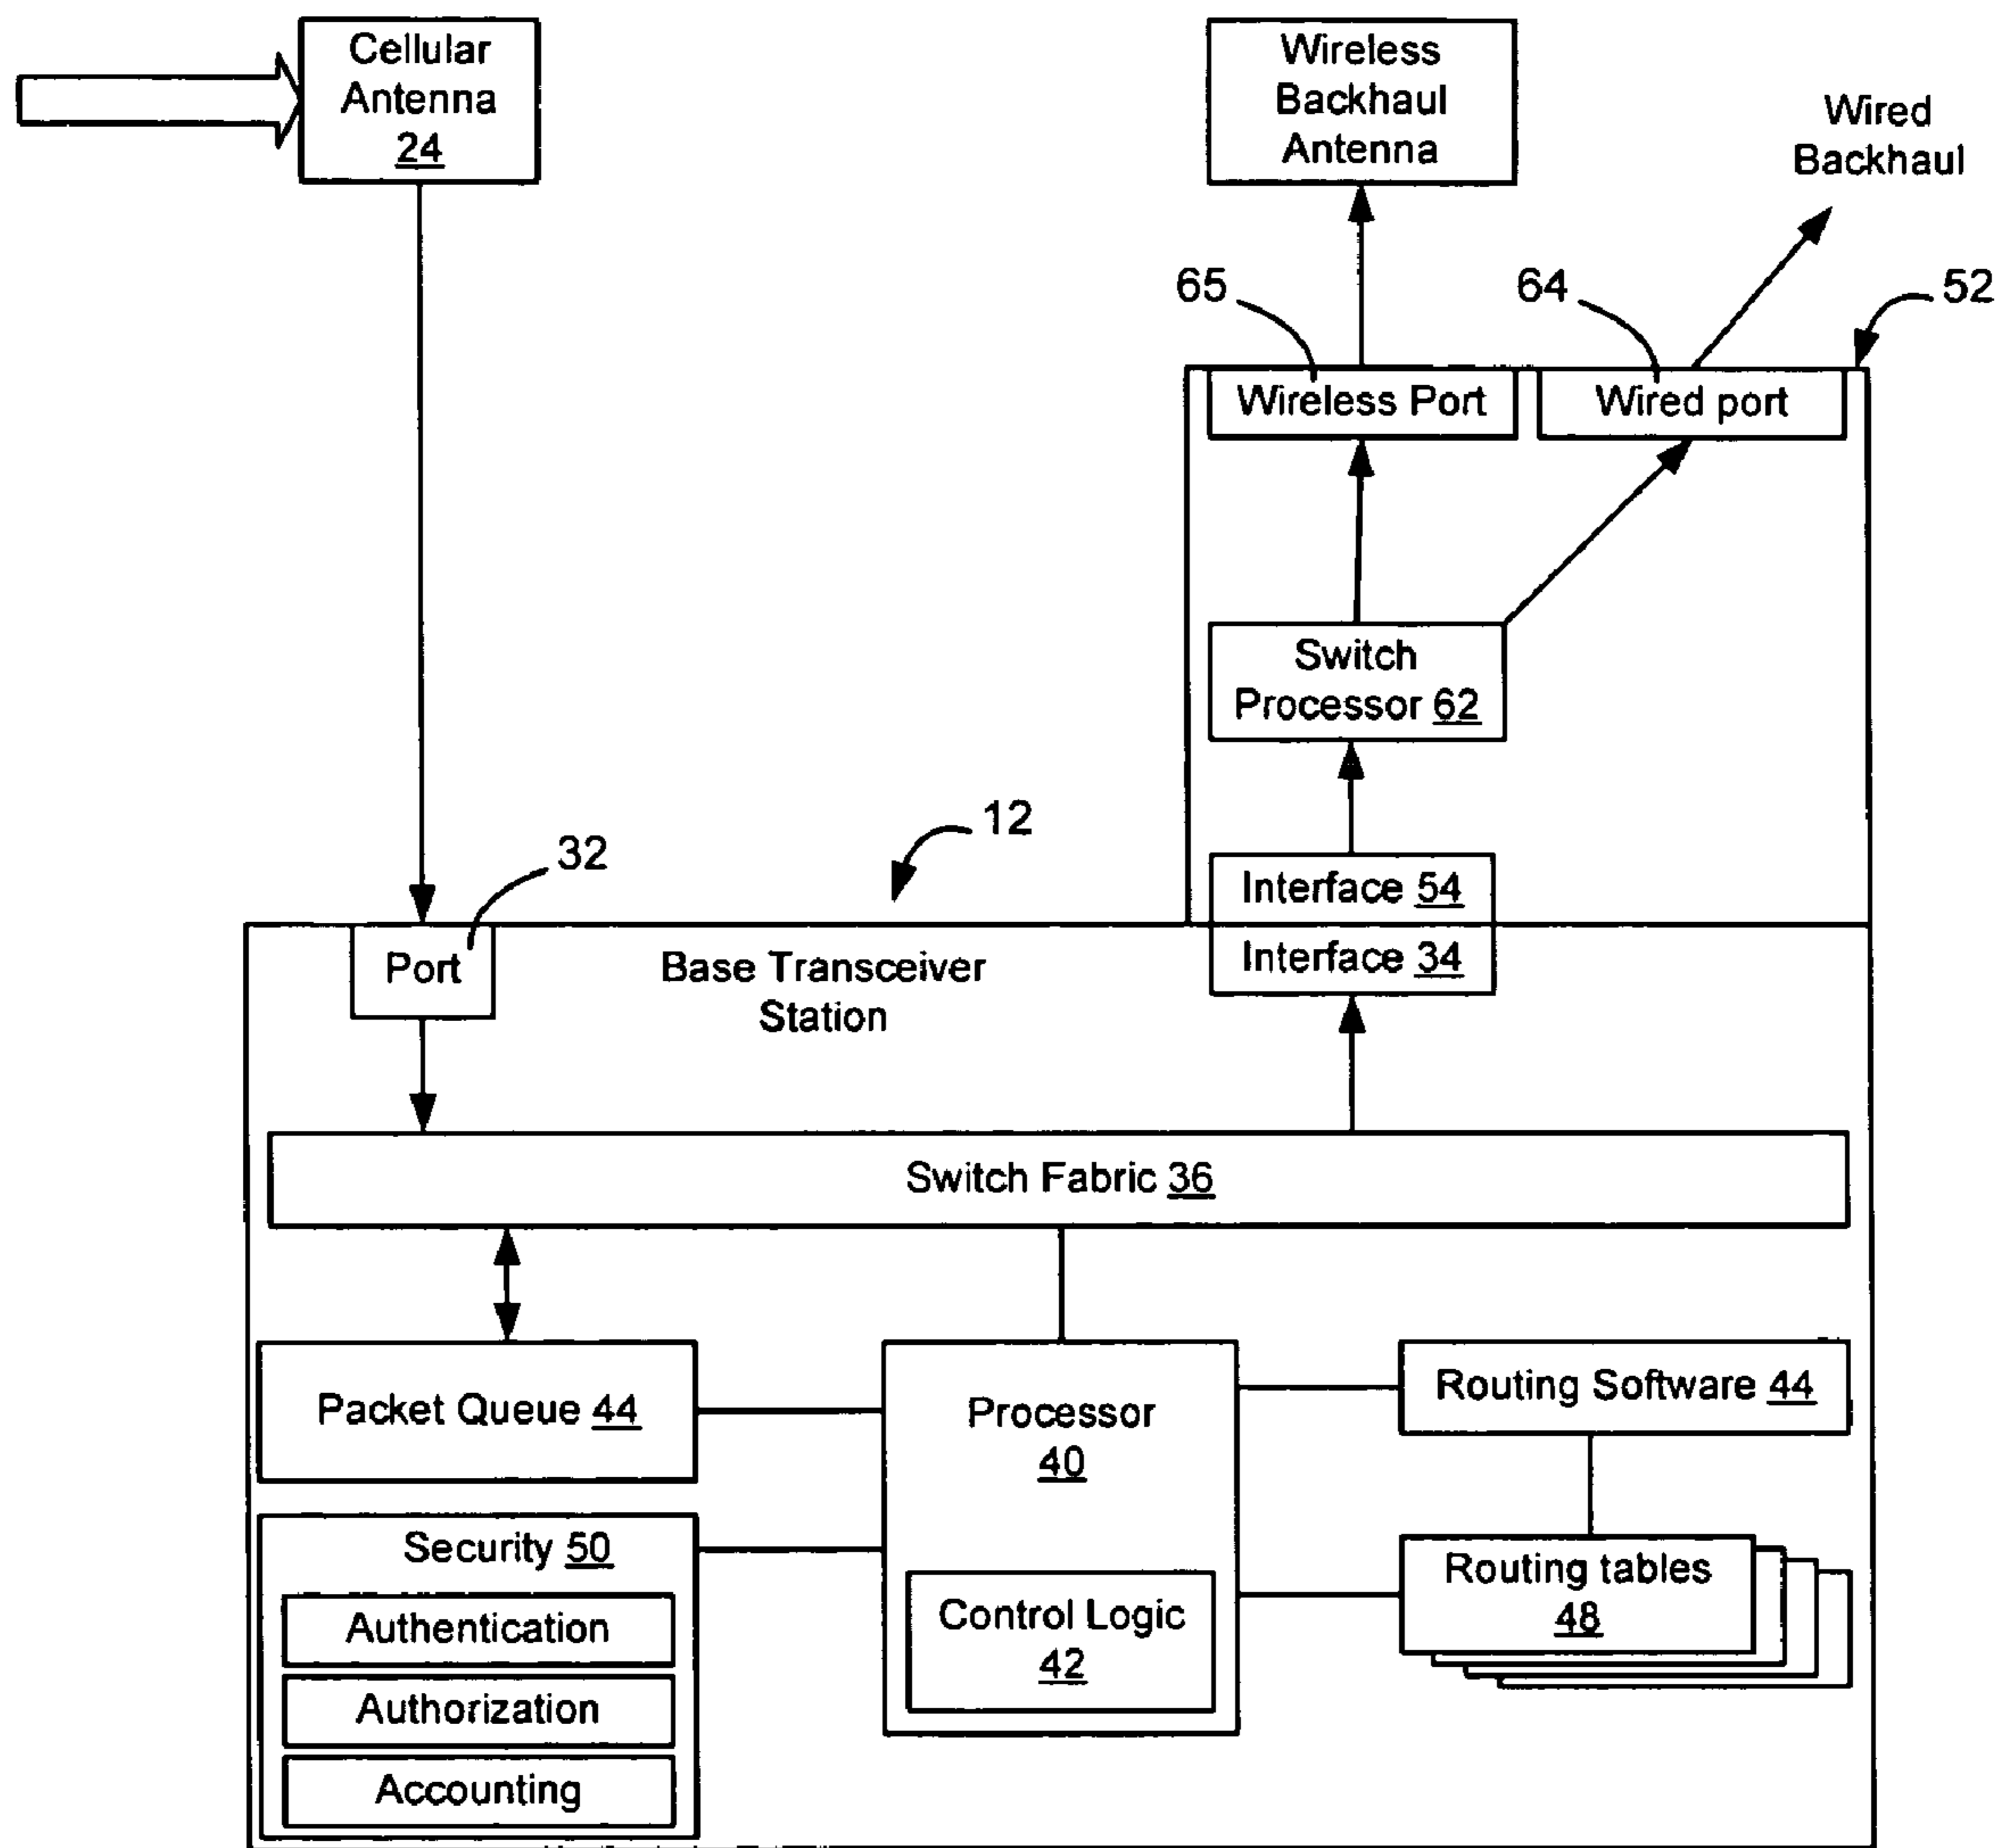 Cellular
Antenna
24
Wireless
Backhaul
Antenna
Wired
Backhaul
65
64
52
Wireless Port
Wired port
Switch
Processor 62
12
32
Interface 54
Port
Base Transceiver
Station
Interface 34
Switch Fabric 36
Packet Queue 44
Processor
40
Routing Software 44
Security 50
Authentication
Authorization
Accounting
Control Logic
42
Routing tables
48